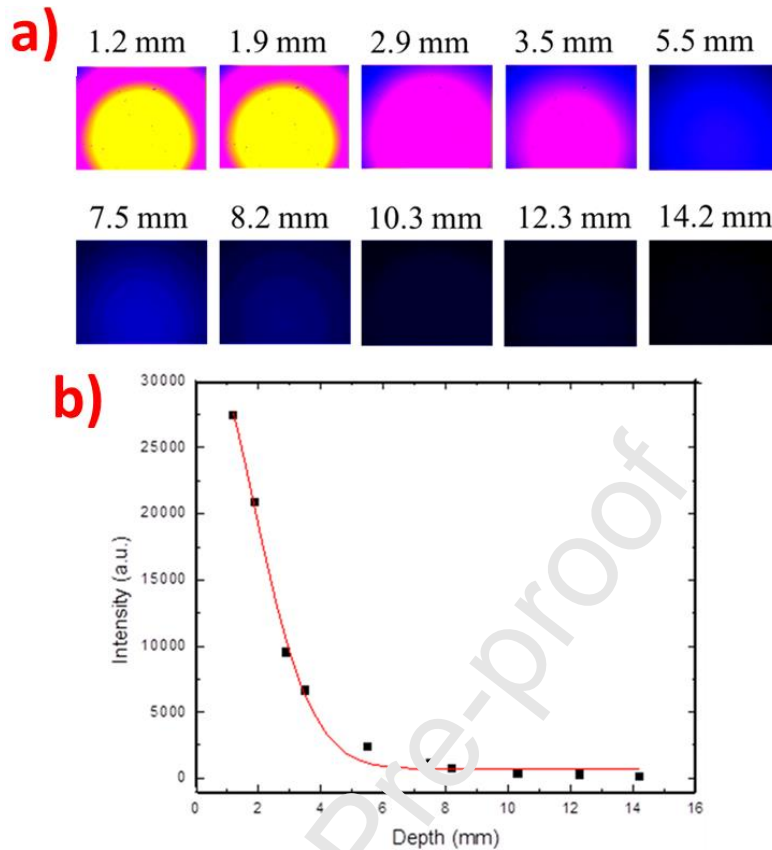 a)
1.2 mm 1.9 mm 2.9 mm 3.5 mm 5.5 mm
7.5 mm 8.2 mm 10.3 mm 12.3 mm 14.2 mm
b)
30000
25000
20000
15000
10000
5000
0
Intensity (a.u.)
0 2 4 6 8 10 12 14 16
Depth (mm)
Pre-proof